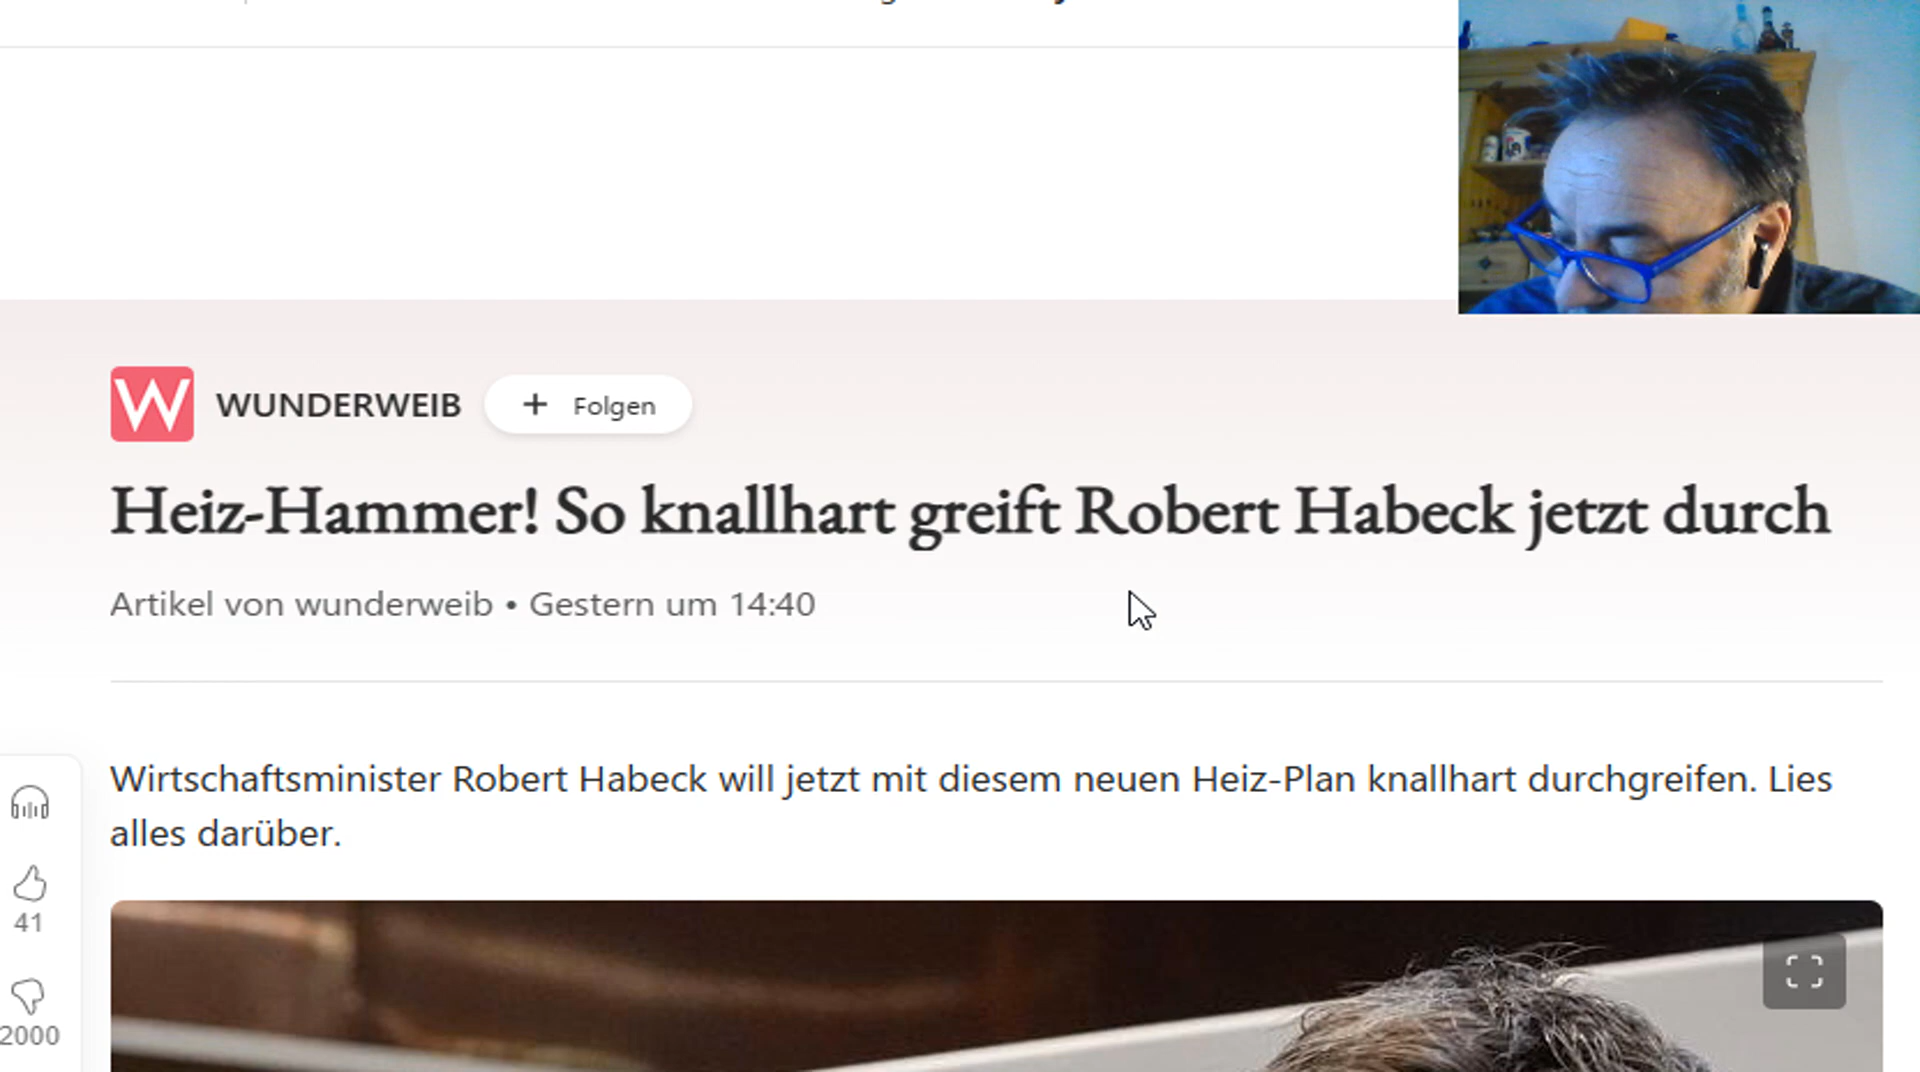 W WUNDERWEIB + Folgen
Heiz-Hammer! So knallhart greift Robert Habeck jetzt durch
Artikel von wunderweib • Gestern um 14:40
Wirtschaftsminister Robert Habeck will jetzt mit diesem neuen Heiz-Plan knallhart durchgreifen. Lies
alles darüber.
41
2000